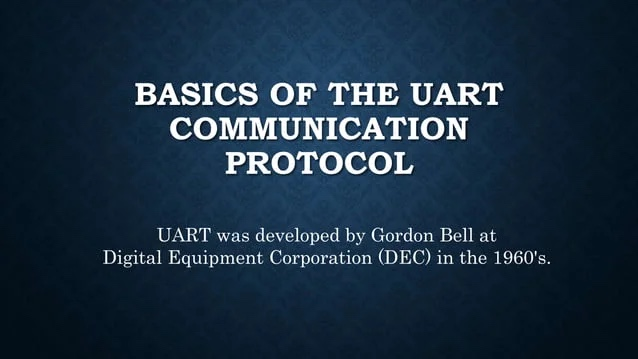 BASICS OF THE UART
COMMUNICATION
PROTOCOL
UART was developed by Gordon Bell at
Digital Equipment Corporation (DEC) in the 1960's.